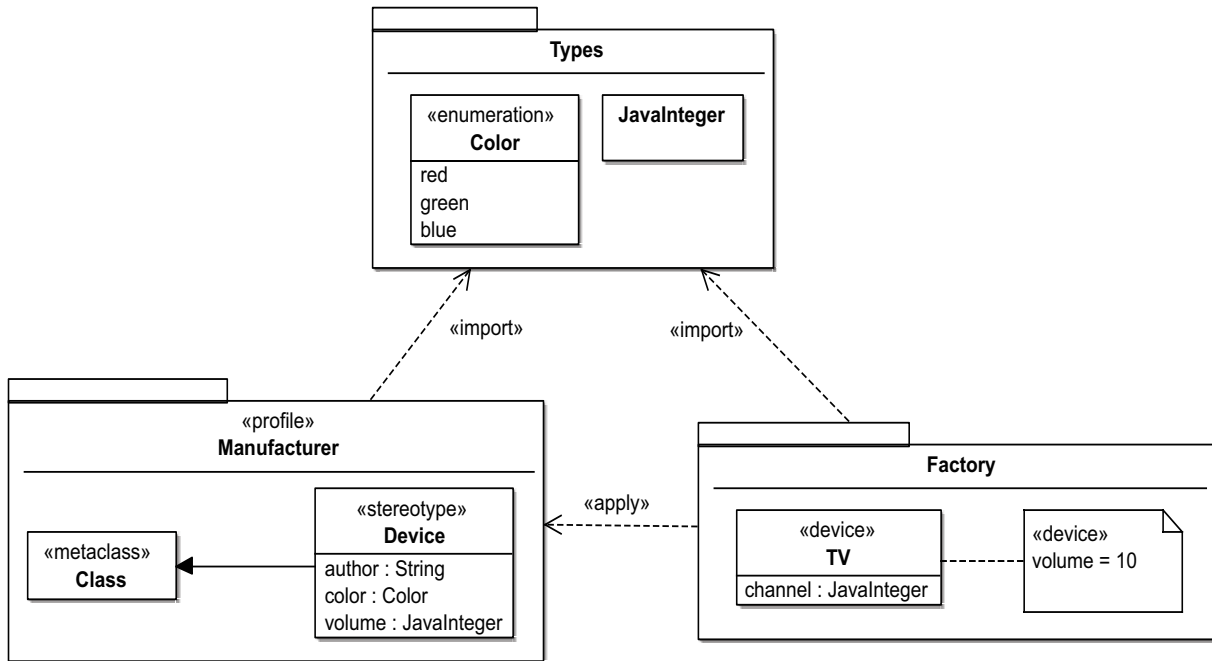 Types
«enumeration»
Color
red
green
blue
JavaInteger
«import»
«import»
«profile»
Manufacturer
«metaclass»
Class
«stereotype»
Device
author : String
color : Color
volume : JavaInteger
«apply»
Factory
«device»
TV
channel : JavaInteger
«device»
volume = 10